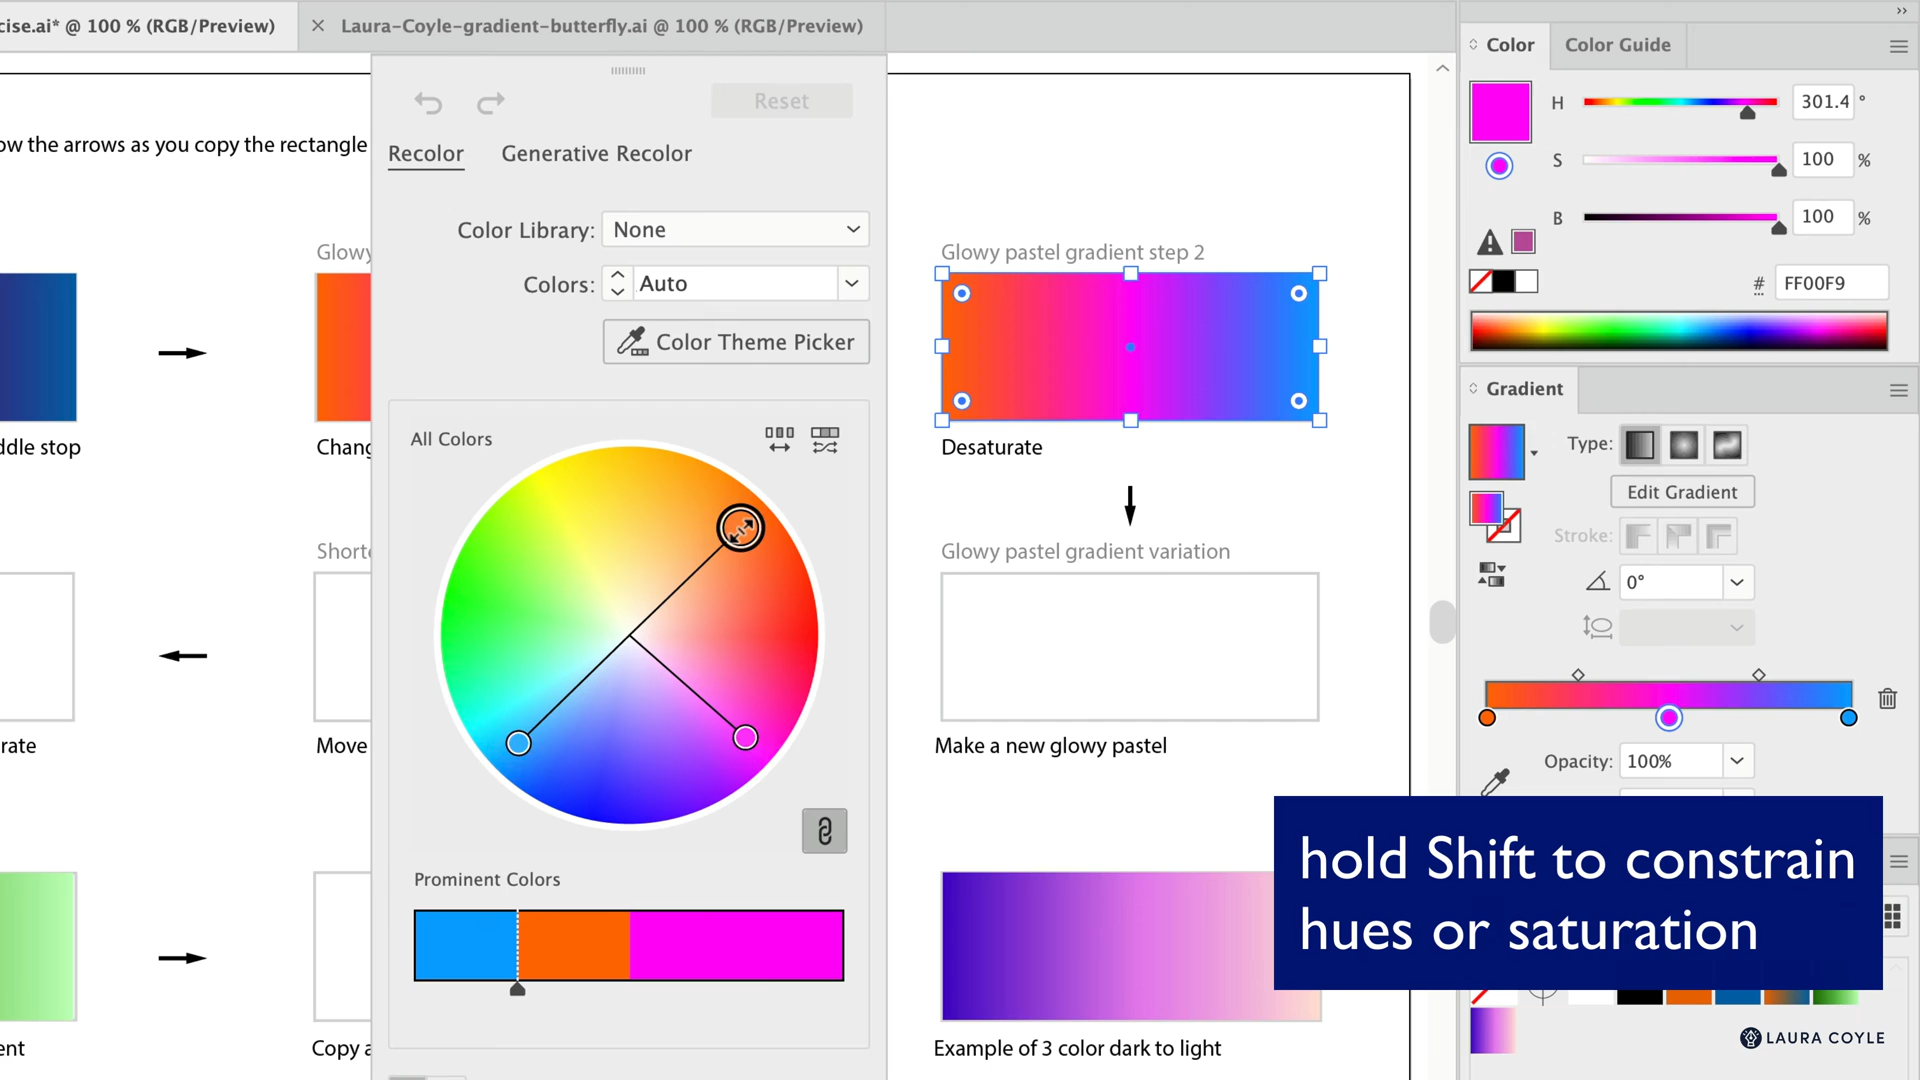 cise.ai* @ 100 % (RGB/Preview)
Laura-Coyle-gradient-butterfly.ai @ 100 % (RGB/Preview)
ow the arrows as you copy the rectangle
Reset
Recolor
Generative Recolor
Color Library:
None
Colors:
Auto
Color Theme Picker
All Colors
Prominent Colors
Glowy
ddle stop
Chang
Shorte
rate
Move
ent
Copy a
Glowy pastel gradient step 2
Desaturate
Glowy pastel gradient variation
Make a new glowy pastel
Example of 3 color dark to light
Color
Color Guide
H
301.4 °
S
100 %
B
100 %
# FF00F9
Gradient
Type:
Edit Gradient
Stroke:
0°
Opacity:
100%
hold Shift to constrain
hues or saturation
LAURA COYLE